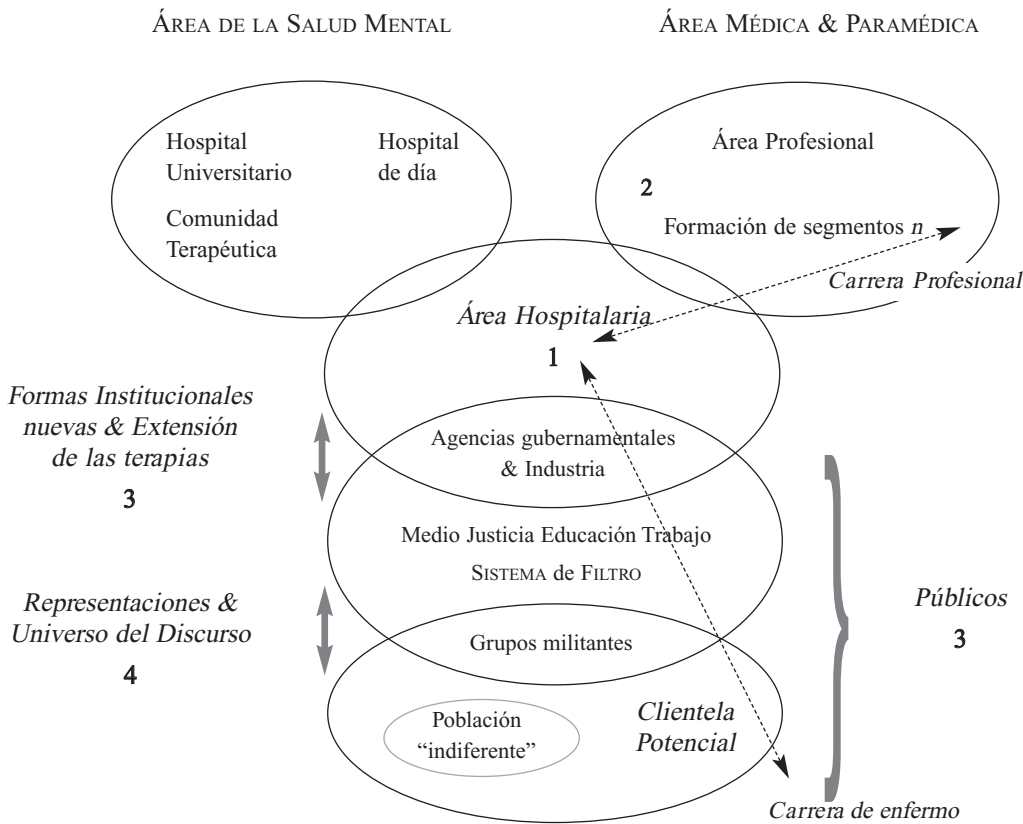 ÁREA DE LA SALUD MENTAL
ÁREA MÉDICA & PARAMÉDICA
Hospital
Universitario
Hospital
de día
Comunidad
Terapéutica
Área Profesional
2
Formación de segmentos n
Carrera Profesional
Área Hospitalaria
1
Formas Institucionales
nuevas & Extensión
de las terapias
3
Agencias gubernamentales
& Industria
Medio Justicia Educación Trabajo
SISTEMA de FILTRO
Representaciones &
Universo del Discurso
4
Públicos
3
Grupos militantes
Población
“indiferente”
Clientela
Potencial
Carrera de enfermo